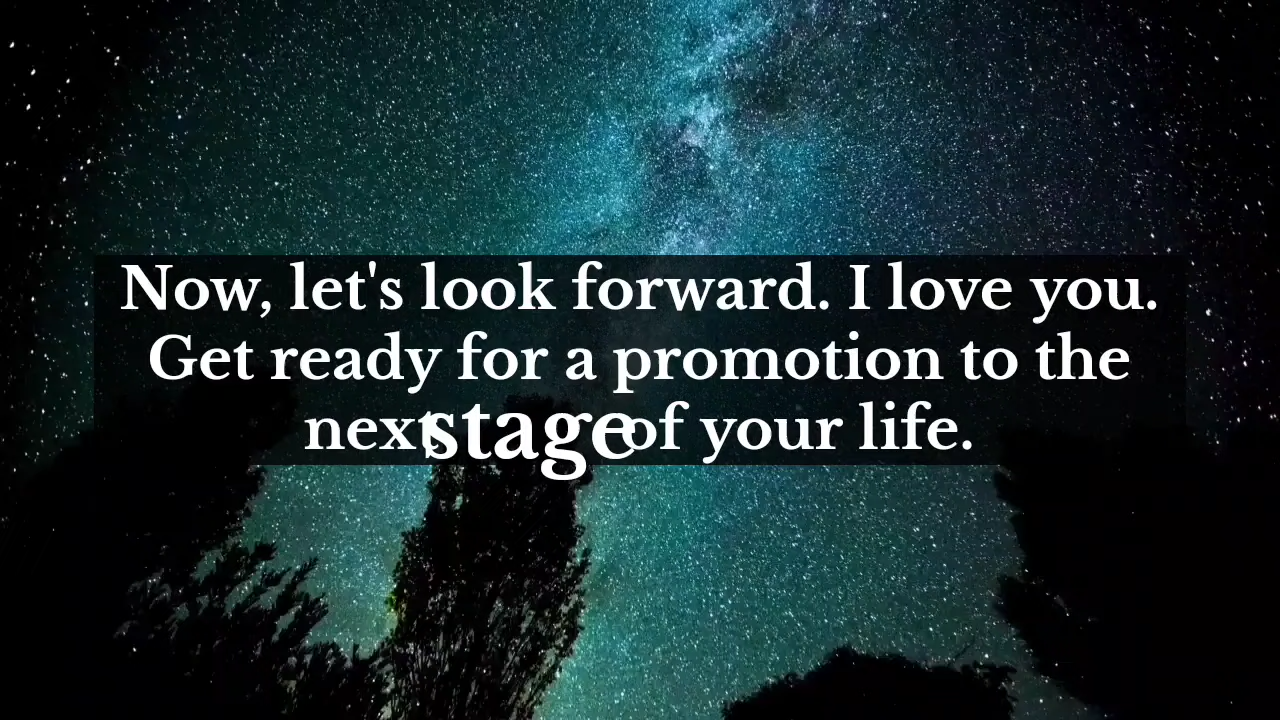 Now, let's look forward. I love you.
Get ready for a promotion to the
next stage of your life.